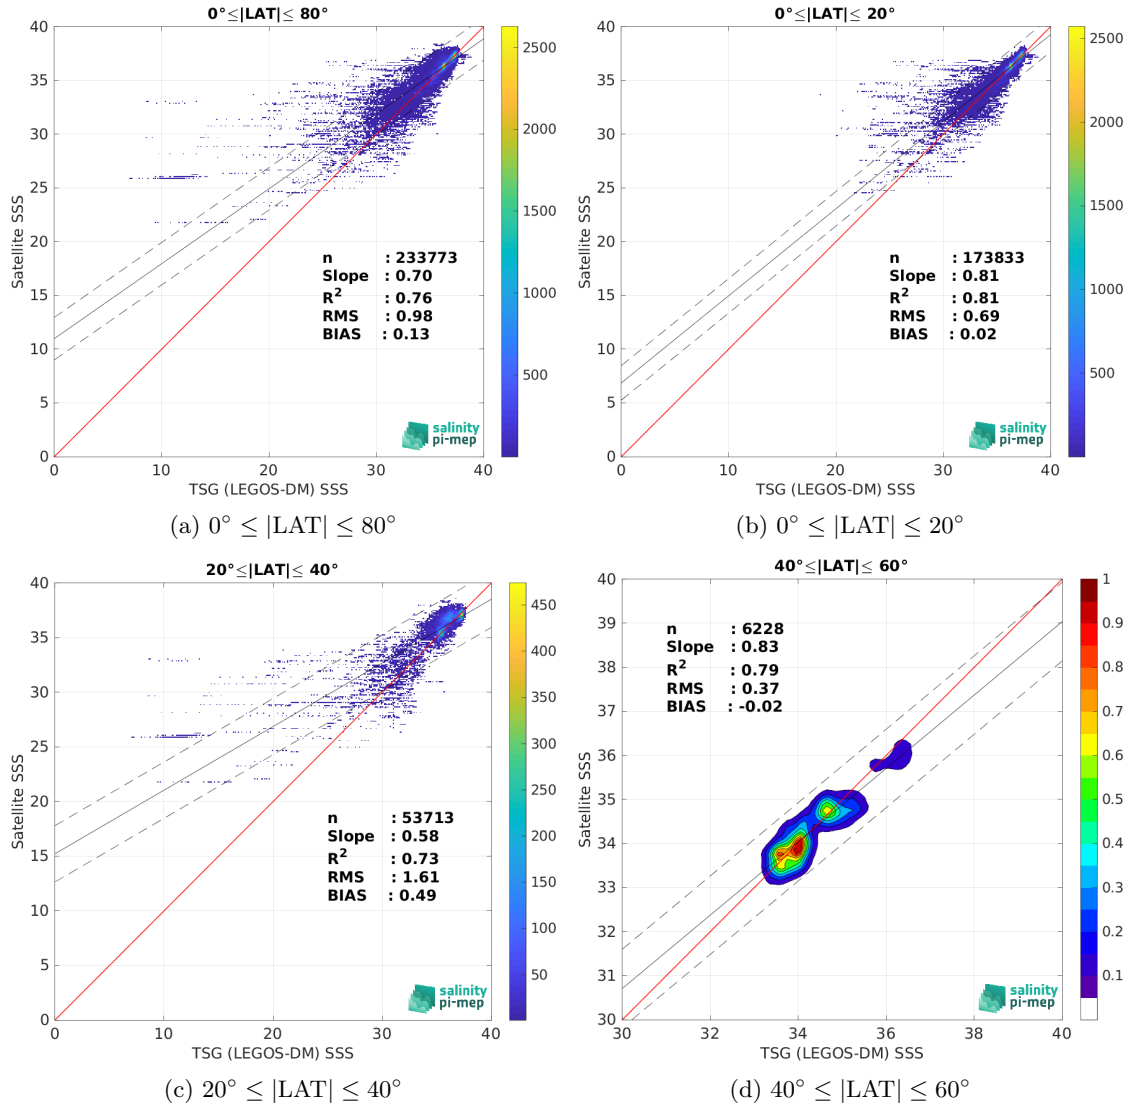 0°≤|LAT|≤ 80°
Satellite SSS
40
35
30
25
20
15
10
5
0
n : 233773
Slope : 0.70
R² : 0.76
RMS : 0.98
BIAS : 0.13
salinity
pi-mep
0 10 20 30 40
TSG (LEGOS-DM) SSS
2500
2000
1500
1000
500
(a) 0° ≤ |LAT| ≤ 80°
0°≤|LAT|≤ 20°
Satellite SSS
40
35
30
25
20
15
10
5
0
n : 173833
Slope : 0.81
R² : 0.81
RMS : 0.69
BIAS : 0.02
salinity
pi-mep
0 10 20 30 40
TSG (LEGOS-DM) SSS
2500
2000
1500
1000
500
(b) 0° ≤ |LAT| ≤ 20°
20°≤|LAT|≤ 40°
Satellite SSS
40
35
30
25
20
15
10
5
0
n : 53713
Slope : 0.58
R² : 0.73
RMS : 1.61
BIAS : 0.49
salinity
pi-mep
0 10 20 30 40
TSG (LEGOS-DM) SSS
450
400
350
300
250
200
150
100
50
(c) 20° ≤ |LAT| ≤ 40°
40°≤|LAT|≤ 60°
Satellite SSS
40
39
38
37
36
35
34
33
32
31
30
n : 6228
Slope : 0.83
R² : 0.79
RMS : 0.37
BIAS : -0.02
salinity
pi-mep
30 32 34 36 38 40
TSG (LEGOS-DM) SSS
1
0.9
0.8
0.7
0.6
0.5
0.4
0.3
0.2
0.1
(d) 40° ≤ |LAT| ≤ 60°